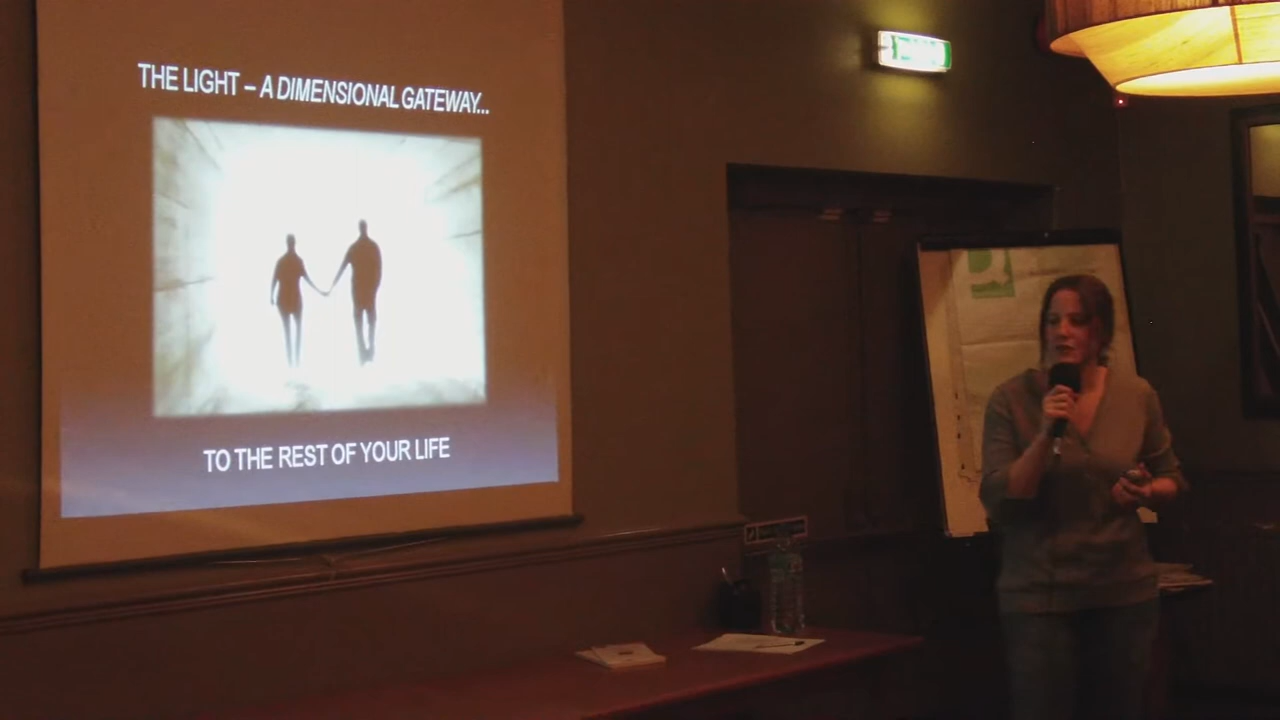 THE LIGHT – A DIMENSIONAL GATEWAY...
TO THE REST OF YOUR LIFE